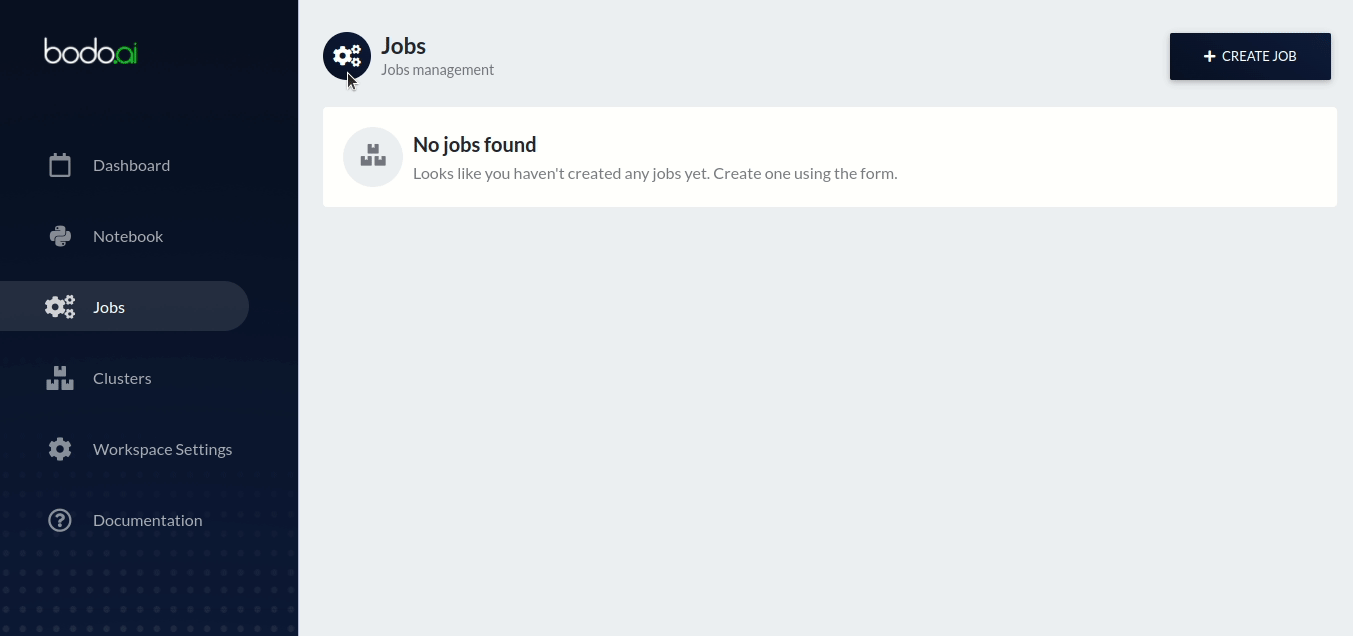 bodo.ai
Dashboard
Notebook
Jobs
Clusters
Workspace Settings
Documentation
Jobs
Jobs management
CREATE JOB
No jobs found
Looks like you haven't created any jobs yet. Create one using the form.